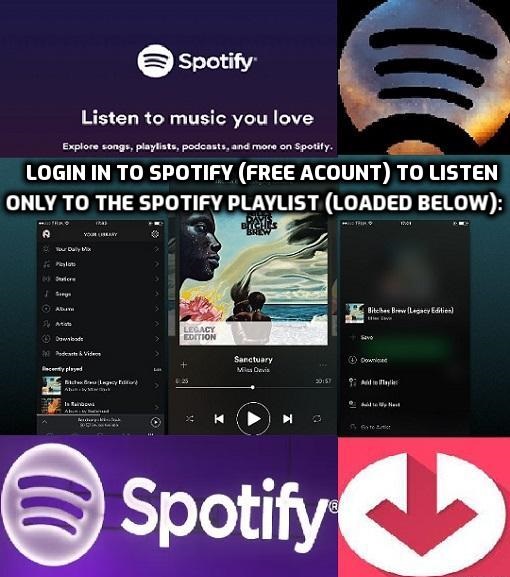 Spotify®
Listen to music you love
Explore songs, playlists, podcasts, and more on Spotify.
LOGIN IN TO SPOTIFY (FREE ACOUNT) TO LISTEN
ONLY TO THE SPOTIFY PLAYLIST (LOADED BELOW):
YOUR LIBRARY
Your Daily Mix
Playlists
Stations
Songs
Albums
Artists
Downloads
Podcasts & Videos
Recently played
Bitches Brew (Legacy Edition)
In Rainbows
MILES
DAVIS
BITCHES
BREW
LEGACY
EDITION
Sanctuary
Miles Davis
Bitches Brew (Legacy Edition)
Miles Davis
Save
Downloaded
Add to Playlist
Add to Up Next
Go to Artist
Spotify®